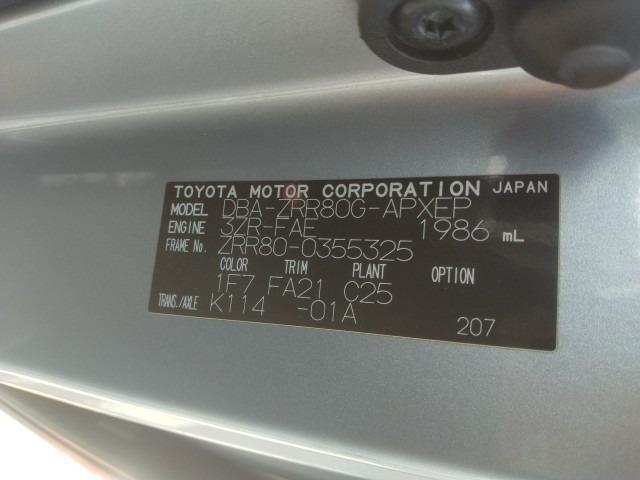 TOYOTA MOTOR CORPORATION JAPAN
MODEL DBA-ZRR80G-APXEP
ENGINE 3ZR-FAE 1986 mL
FRAME No. ZRR80-0355325
COLOR TRIM PLANT OPTION
1F7 FA21 C25
TRANS./AXLE K114 -01A
207